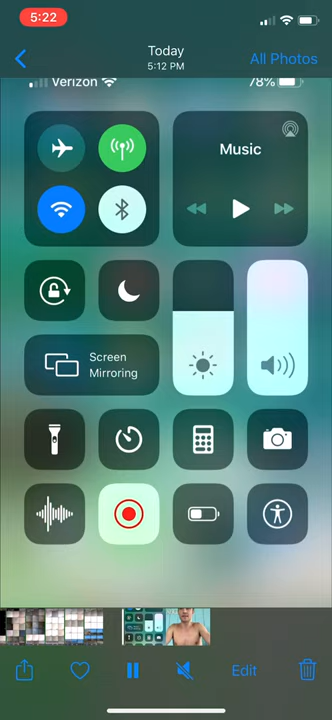 5:22
Today
5:12 PM
All Photos
Verizon
78%
Music
Screen
Mirroring
Edit